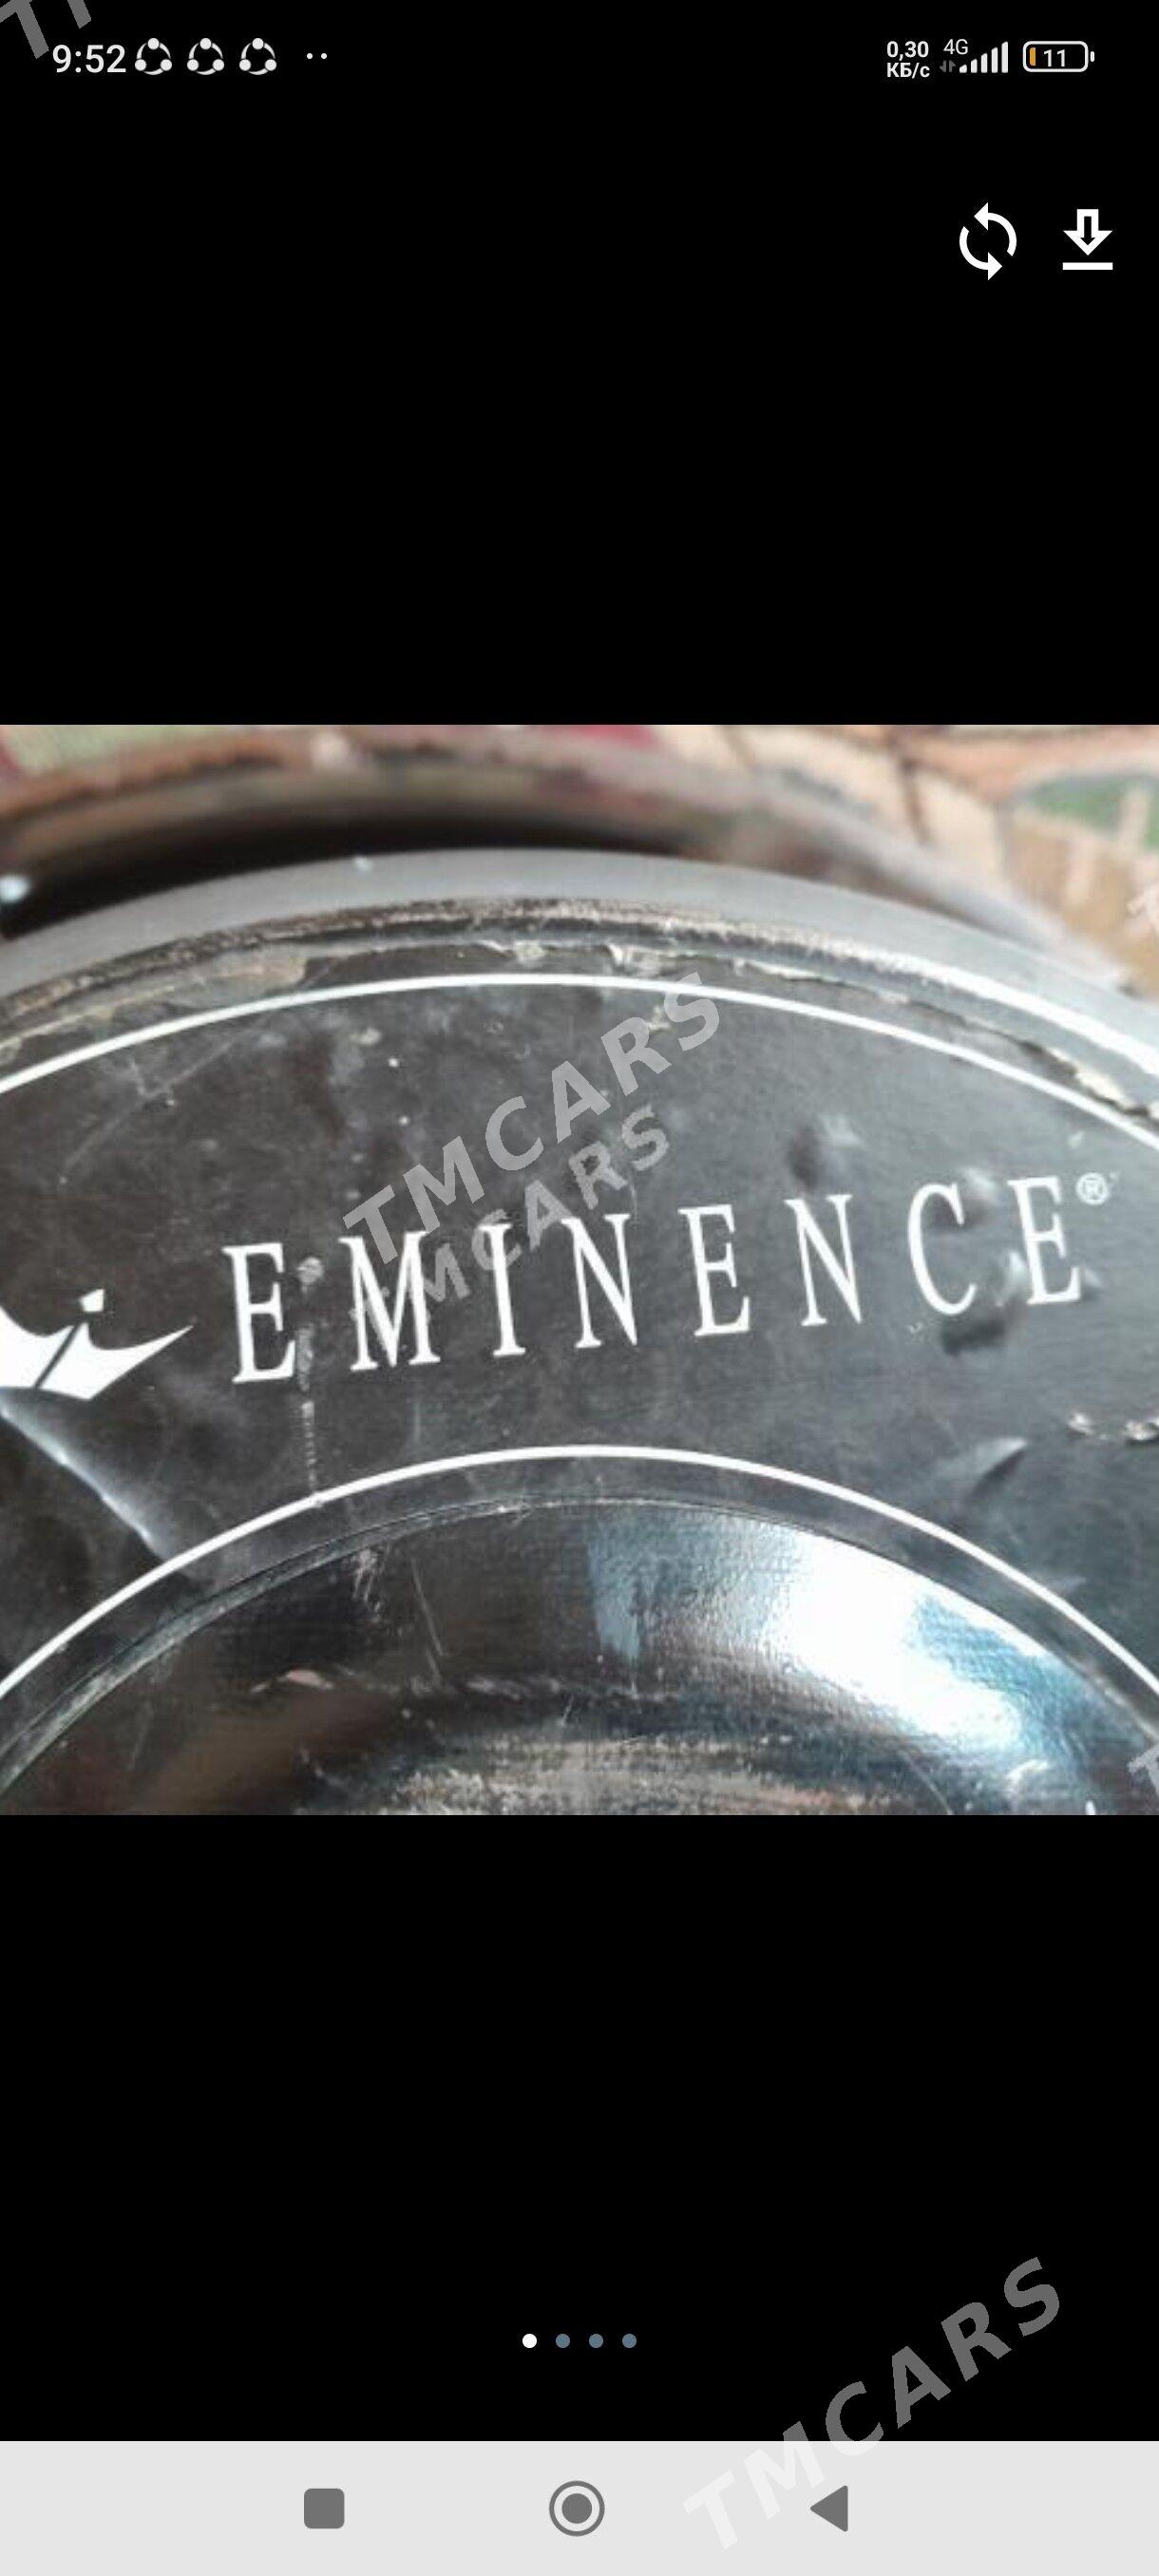 9:52
0,30
КБ/с
4G
11
TMCARS
TMCARS
EMINENCE®
TMCARS